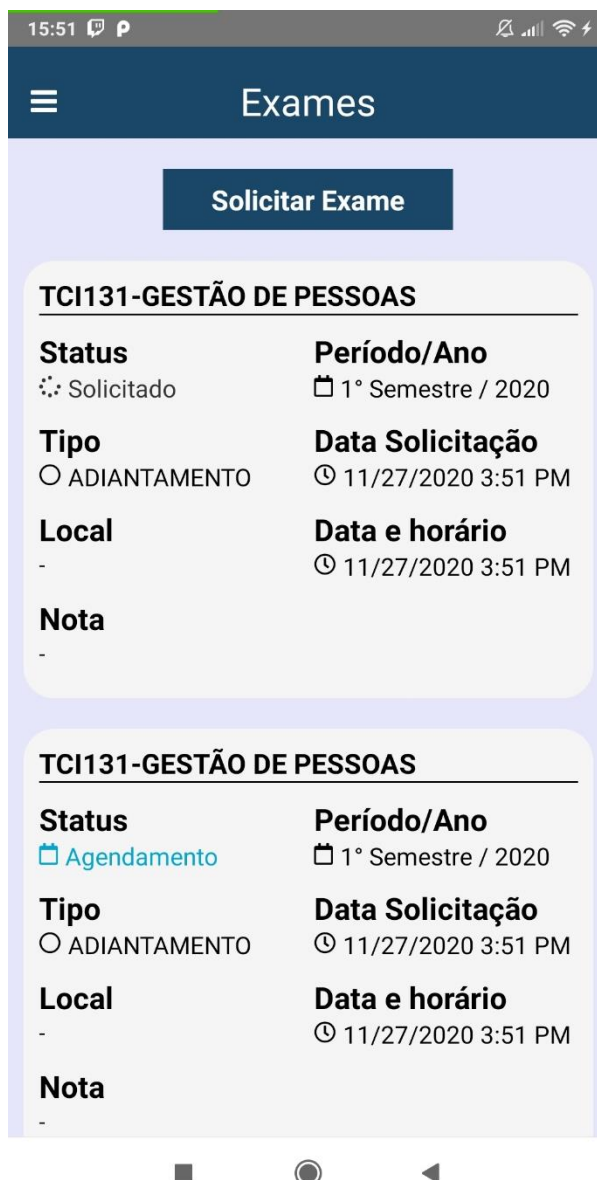 15:51
Exames
Solicitar Exame
TCI131-GESTÃO DE PESSOAS
Status
Solicitado
Período/Ano
1° Semestre / 2020
Tipo
ADIANTAMENTO
Data Solicitação
11/27/2020 3:51 PM
Local
-
Data e horário
11/27/2020 3:51 PM
Nota
-
TCI131-GESTÃO DE PESSOAS
Status
Agendamento
Período/Ano
1° Semestre / 2020
Tipo
ADIANTAMENTO
Data Solicitação
11/27/2020 3:51 PM
Local
-
Data e horário
11/27/2020 3:51 PM
Nota
-